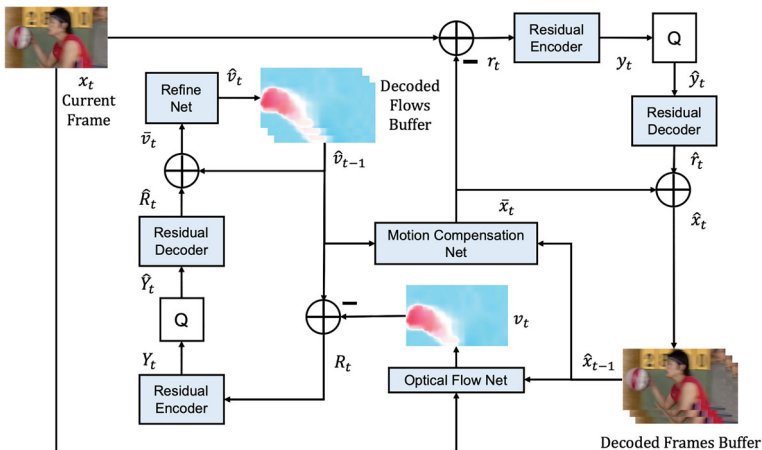 x_t
Current
Frame
r_t
Residual
Encoder
y_t
Q
ŷ_t
Residual
Decoder
r̂_t
x̂_t
Refine
Net
v̂_t
Decoded
Flows
Buffer
v̄_t
v̂_{t−1}
R̂_t
Residual
Decoder
Ŷ_t
Q
Y_t
Residual
Encoder
x̄_t
Motion Compensation
Net
v_t
R_t
Optical Flow Net
x̂_{t−1}
Decoded Frames Buffer